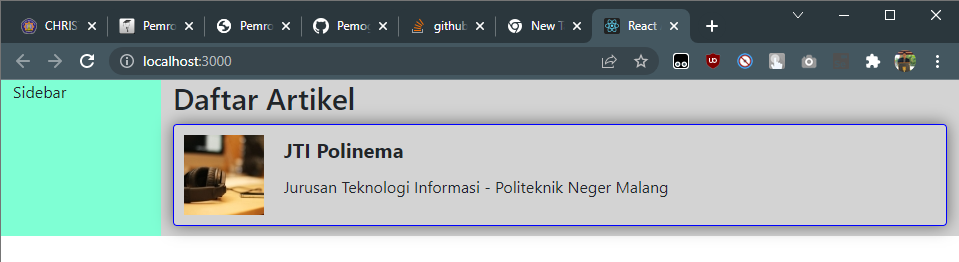 CHRIS
Pemro
Pemro
Pemog
github
New T
React
localhost:3000
Sidebar
Daftar Artikel
JTI Polinema
Jurusan Teknologi Informasi - Politeknik Neger Malang